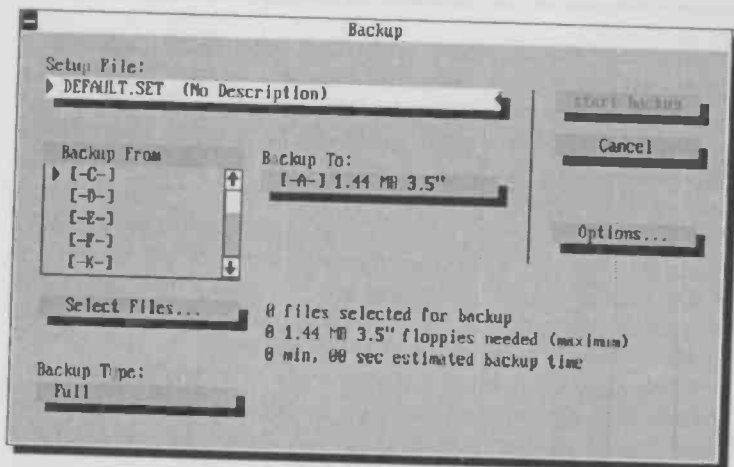 Backup
Setup File:
DEFAULT.SET (No Description)
Start Backup
Cancel
Options...
Backup From
[-C-]
[-D-]
[-E-]
[-F-]
[-K-]
Backup To:
[-A-] 1.44 MB 3.5"
Select Files...
0 files selected for backup
0 1.44 MB 3.5" floppies needed (maximum)
0 min, 00 sec estimated backup time
Backup Type:
Full